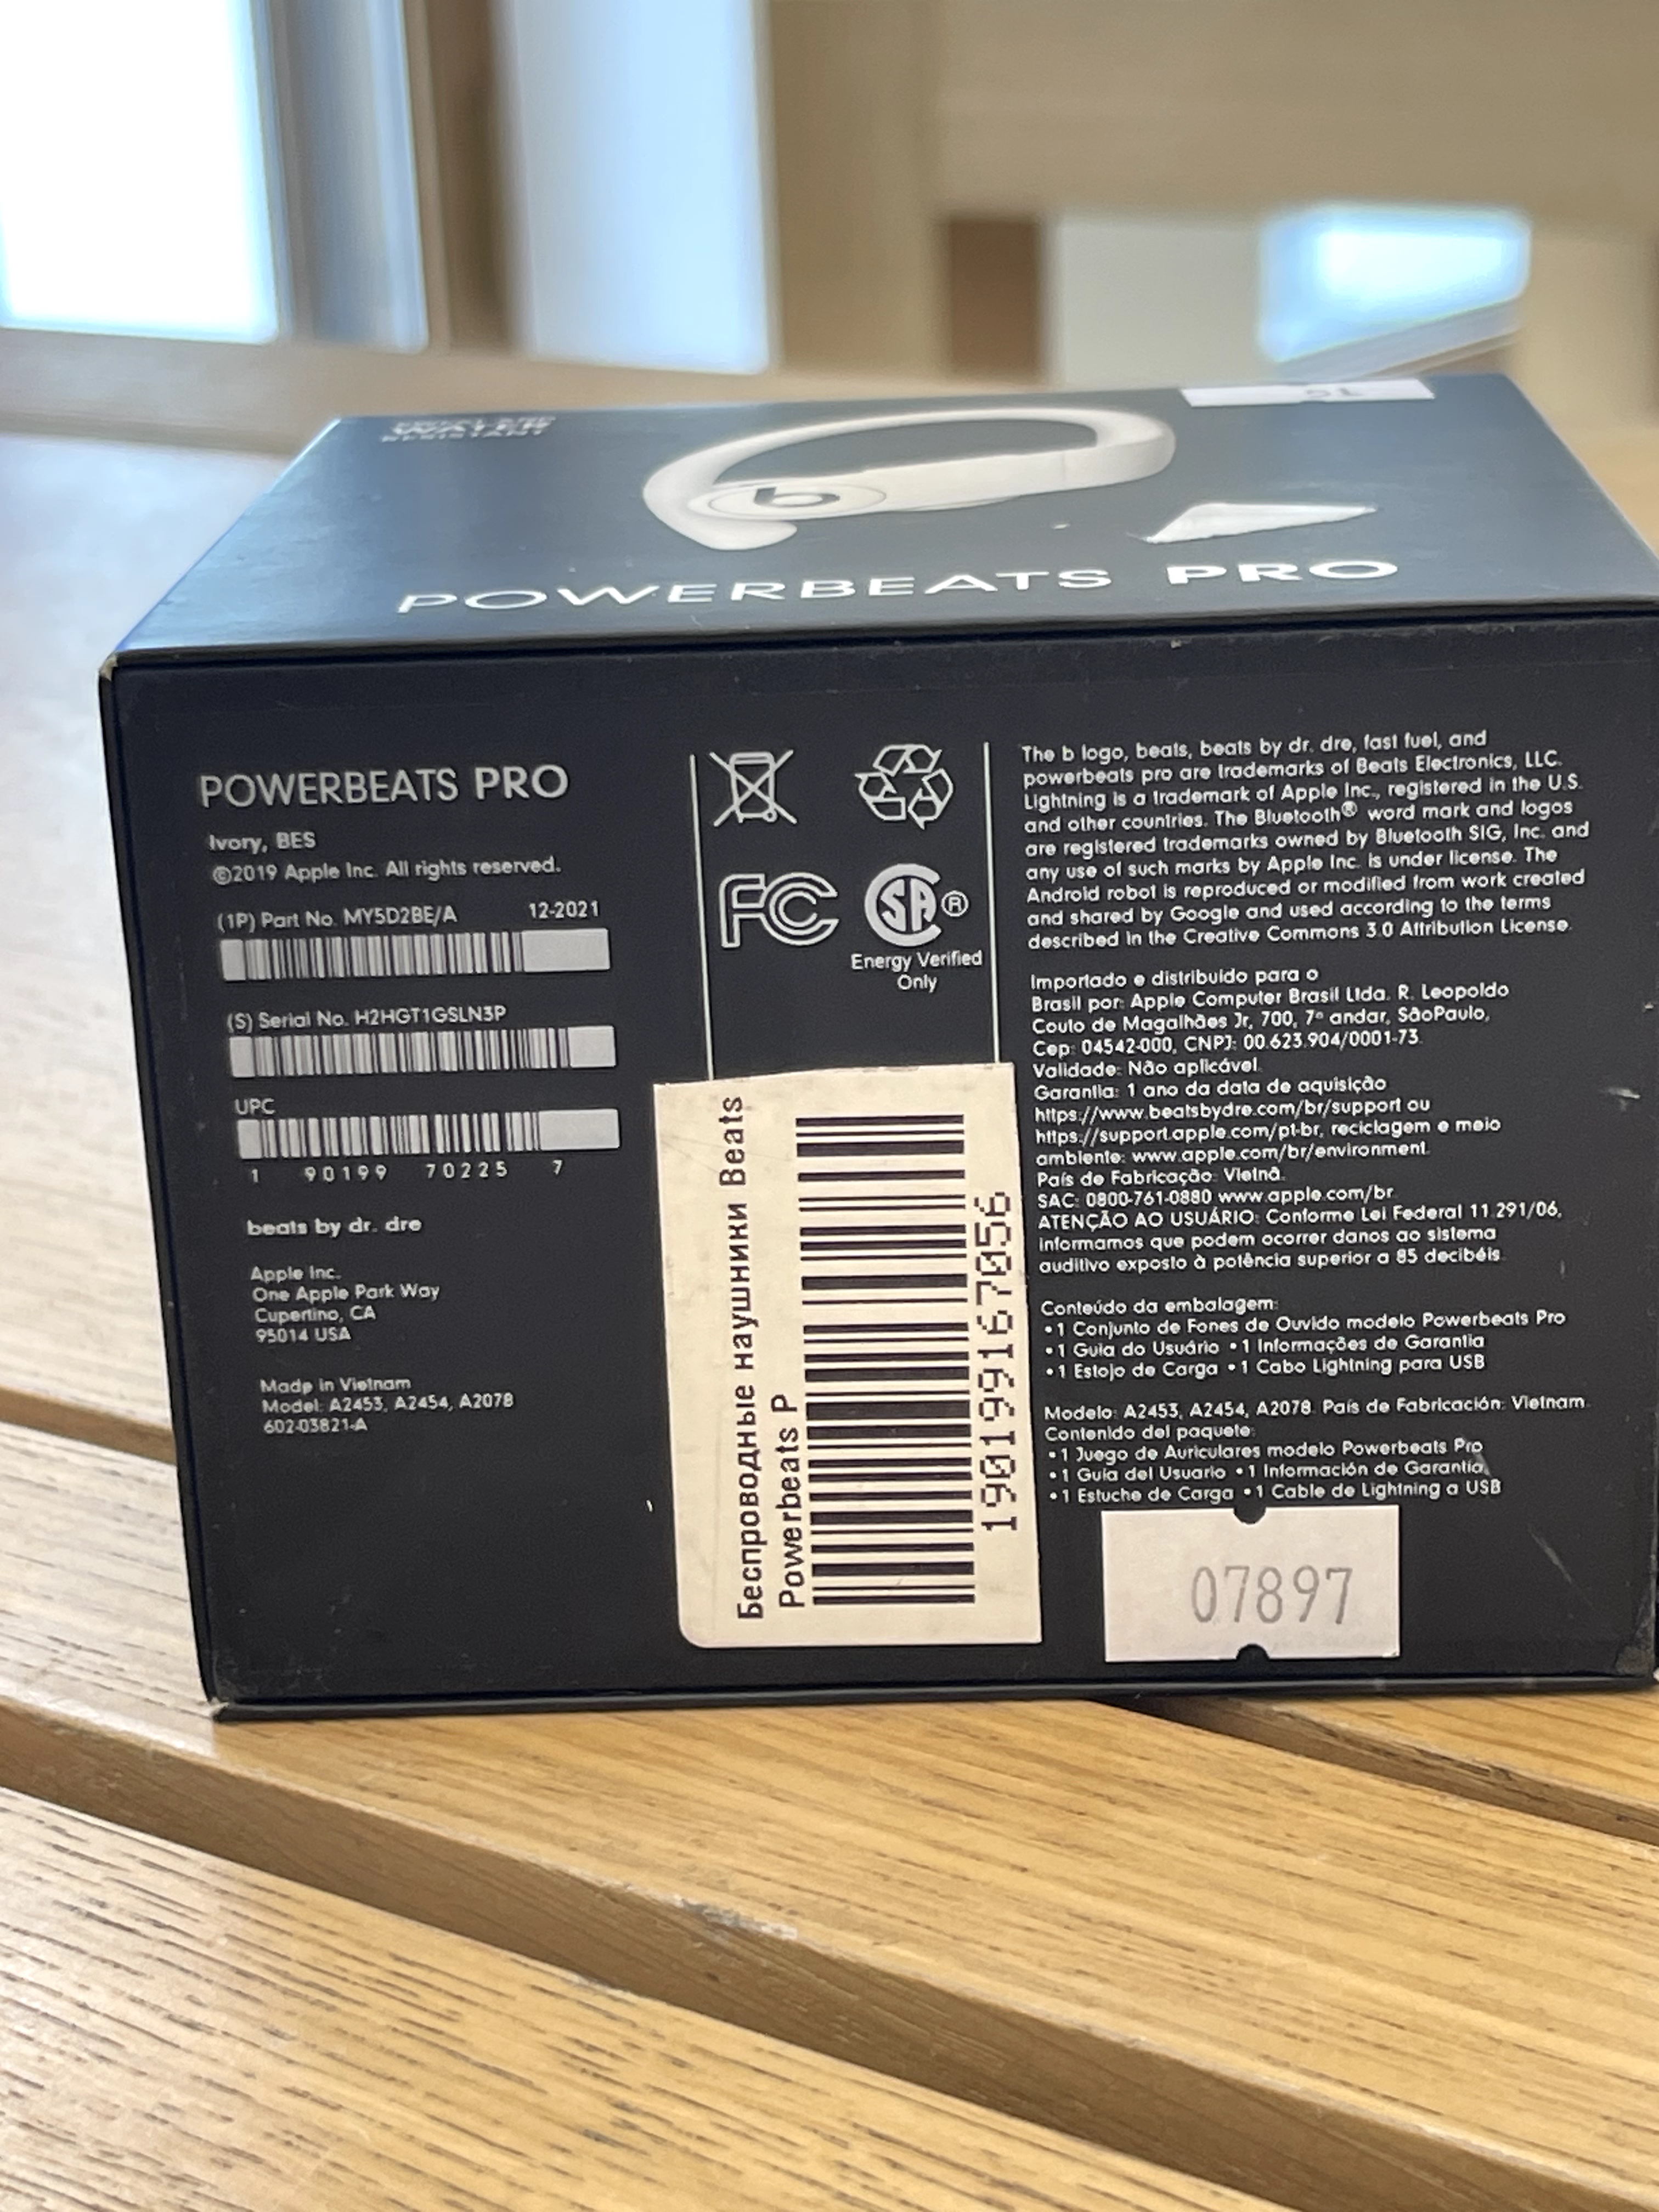 WATER
RESISTANT
b
POWERBEATS PRO
POWERBEATS PRO
Ivory, BES
©2019 Apple Inc. All rights reserved.
(1P) Part No. MY5D2BE/A 12-2021
(S) Serial No. H2HGT1GSLN3P
UPC
1 90199 70225 7
beats by dr. dre
Apple Inc.
One Apple Park Way
Cupertino, CA
95014 USA
Made in Vietnam
Model: A2453, A2454, A2078
602-03821-A
FC
SA ®
Energy Verified
Only
Беспроводные наушники Beats
Powerbeats P
190199167056
The b logo, beats, beats by dr. dre, fast fuel, and
powerbeats pro are trademarks of Beats Electronics, LLC.
Lightning is a trademark of Apple Inc., registered in the U.S.
and other countries. The Bluetooth® word mark and logos
are registered trademarks owned by Bluetooth SIG, Inc. and
any use of such marks by Apple Inc. is under license. The
Android robot is reproduced or modified from work created
and shared by Google and used according to the terms
described in the Creative Commons 3.0 Attribution License.
Importado e distribuido para o
Brasil por: Apple Computer Brasil Ltda. R. Leopoldo
Couto de Magalhães Jr, 700, 7º andar, SãoPaulo,
Cep: 04542-000, CNPJ: 00.623.904/0001-73.
Validade: Não aplicável.
Garantia: 1 ano da data de aquisição
https://www.beatsbydre.com/br/support ou
https://support.apple.com/pt-br, reciclagem e meio
ambiente: www.apple.com/br/environment.
País de Fabricação: Vietnã.
SAC: 0800-761-0880 www.apple.com/br
ATENÇÃO AO USUÁRIO: Conforme Lei Federal 11.291/06,
informamos que podem ocorrer danos ao sistema
auditivo exposto à potência superior a 85 decibéis.
Conteúdo da embalagem:
• 1 Conjunto de Fones de Ouvido modelo Powerbeats Pro
• 1 Guia do Usuário • 1 Informações de Garantia
• 1 Estojo de Carga • 1 Cabo Lightning para USB
Modelo: A2453, A2454, A2078. País de Fabricación: Vietnam.
Contenido del paquete:
• 1 Juego de Auriculares modelo Powerbeats Pro
• 1 Guía del Usuario • 1 Información de Garantía
• 1 Estuche de Carga • 1 Cable de Lightning a USB
07897